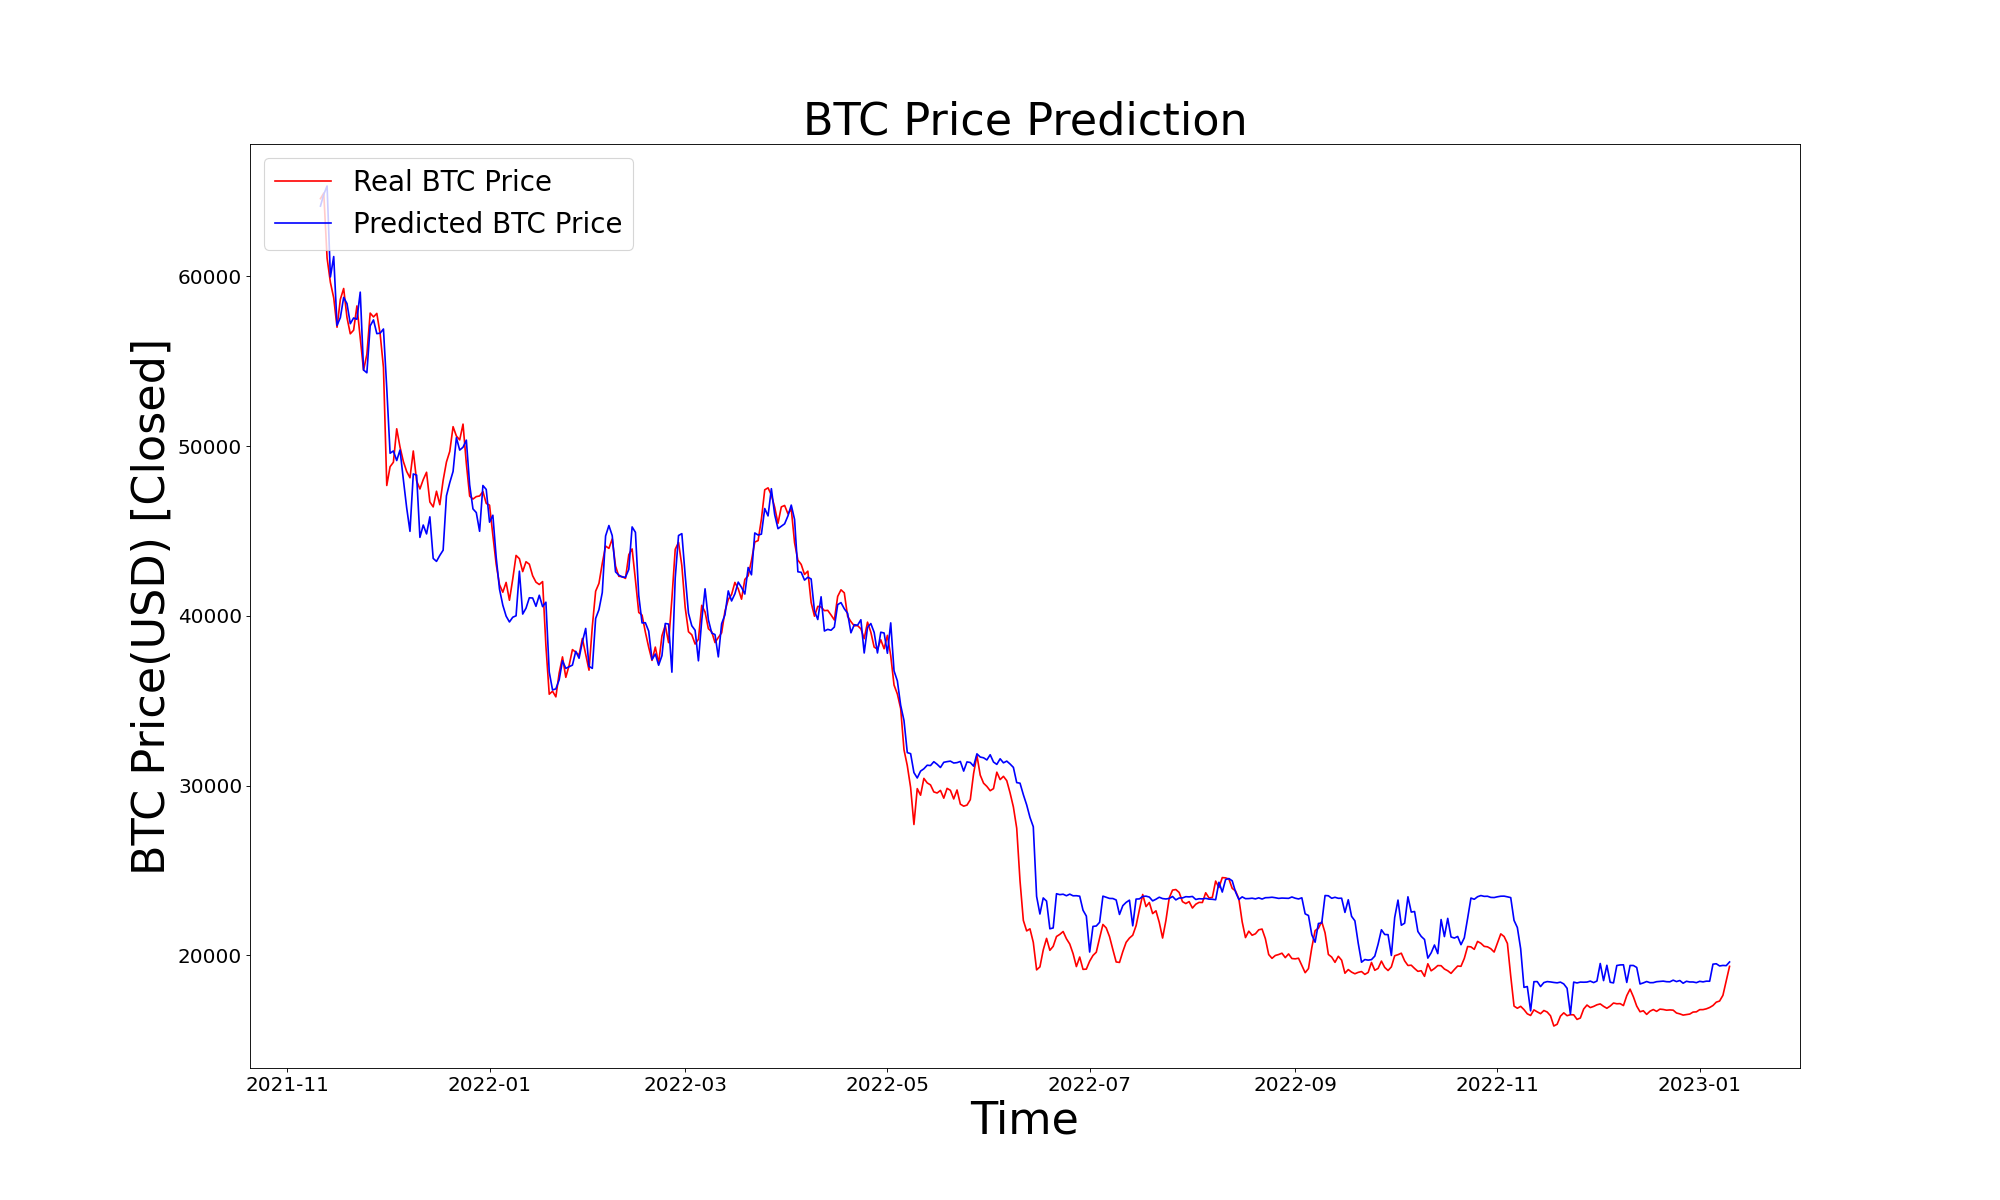 BTC Price Prediction
Real BTC Price
Predicted BTC Price
BTC Price(USD) [Closed]
60000
50000
40000
30000
20000
2021-11
2022-01
2022-03
2022-05
2022-07
2022-09
2022-11
2023-01
Time